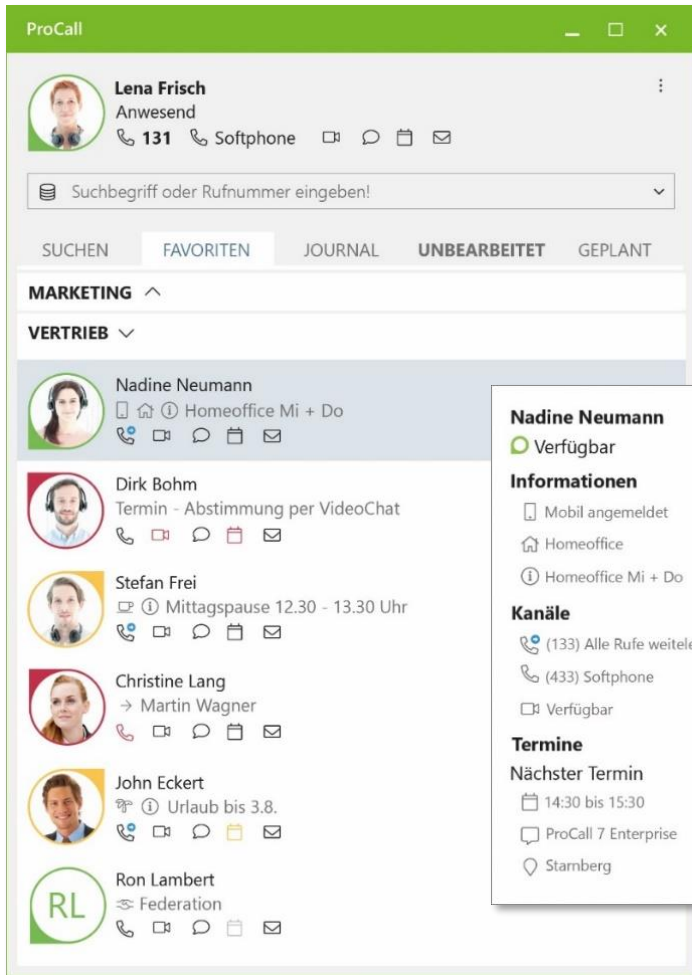 ProCall
Lena Frisch
Anwesend
131 Softphone
Suchbegriff oder Rufnummer eingeben!
SUCHEN FAVORITEN JOURNAL UNBEARBEITET GEPLANT
MARKETING
VERTRIEB
Nadine Neumann
Homeoffice Mi + Do
Dirk Bohm
Termin - Abstimmung per VideoChat
Stefan Frei
Mittagspause 12.30 - 13.30 Uhr
Christine Lang
→ Martin Wagner
John Eckert
Urlaub bis 3.8.
RL
Ron Lambert
Federation
Nadine Neumann
Verfügbar
Informationen
Mobil angemeldet
Homeoffice
Homeoffice Mi + Do
Kanäle
(133) Alle Rufe weitele
(433) Softphone
Verfügbar
Termine
Nächster Termin
14:30 bis 15:30
ProCall 7 Enterprise
Starnberg